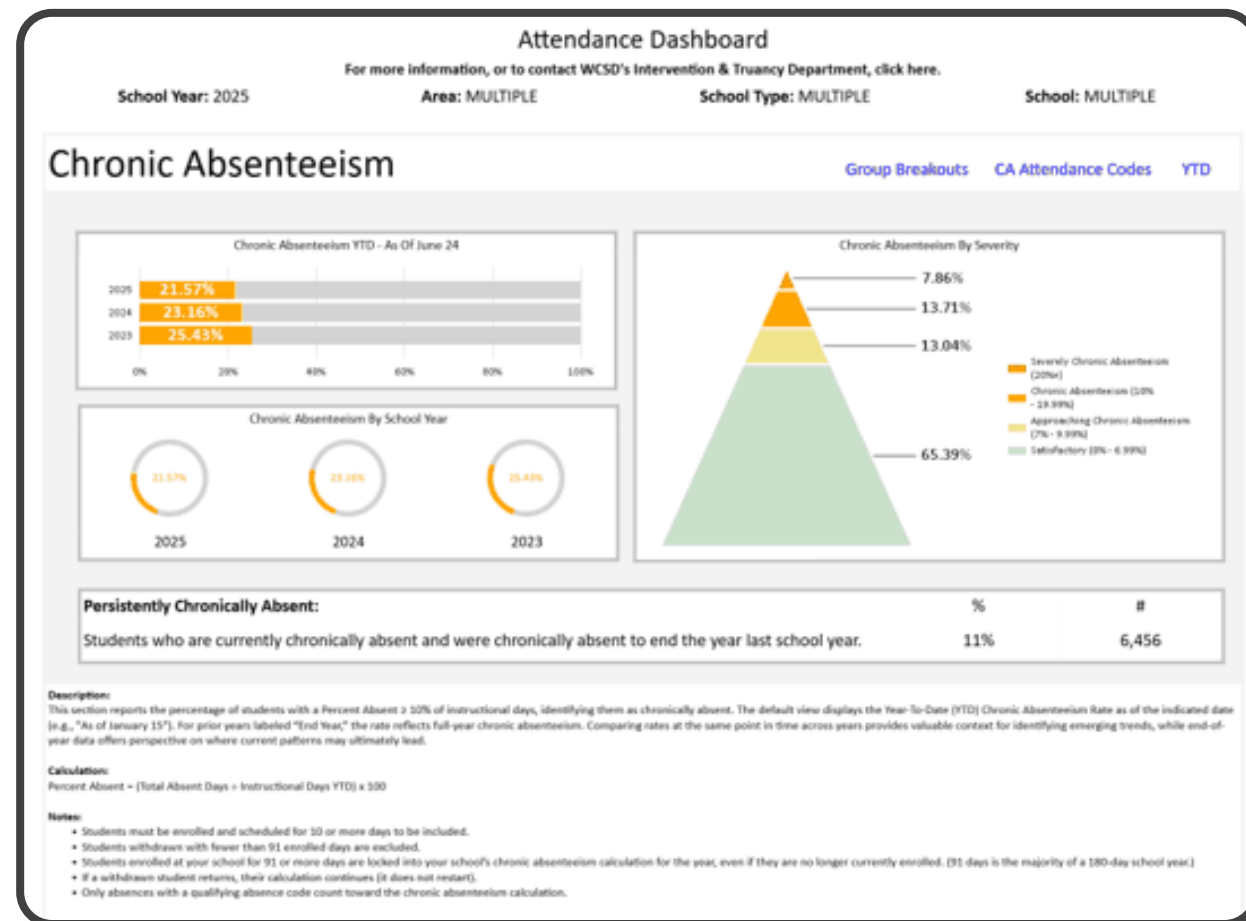 Attendance Dashboard
For more information, or to contact WCSD's Intervention & Truancy Department, click here.
School Year: 2025 Area: MULTIPLE School Type: MULTIPLE School: MULTIPLE
Chronic Absenteeism
Group Breakouts CA Attendance Codes YTD
Chronic Absenteeism YTD - As Of June 24
2025 21.57%
2024 23.16%
2023 25.43%
0% 20% 40% 60% 80% 100%
Chronic Absenteeism By School Year
21.57% 23.16% 25.43%
2025 2024 2023
Chronic Absenteeism By Severity
7.86%
13.71%
13.04%
65.39%
Severely Chronic Absenteeism
(20%+)
Chronic Absenteeism (10%
- 19.99%)
Approaching Chronic Absenteeism
(7% - 9.99%)
Satisfactory (0% - 6.99%)
Persistently Chronically Absent: % #
Students who are currently chronically absent and were chronically absent to end the year last school year. 11% 6,456
Description:
This section reports the percentage of students with a Percent Absent ≥ 10% of instructional days, identifying them as chronically absent. The default view displays the Year-To-Date (YTD) Chronic Absenteeism Rate as of the indicated date
(e.g., "As of January 15"). For prior years labeled "End Year," the rate reflects full-year chronic absenteeism. Comparing rates at the same point in time across years provides valuable context for identifying emerging trends, while end-of-
year data offers perspective on where current patterns may ultimately lead.
Calculation:
Percent Absent = (Total Absent Days ÷ Instructional Days YTD) x 100
Notes:
• Students must be enrolled and scheduled for 10 or more days to be included.
• Students withdrawn with fewer than 91 enrolled days are excluded.
• Students enrolled at your school for 91 or more days are locked into your school's chronic absenteeism calculation for the year, even if they are no longer currently enrolled. (91 days is the majority of a 180-day school year.)
• If a withdrawn student returns, their calculation continues (it does not restart).
• Only absences with a qualifying absence code count toward the chronic absenteeism calculation.